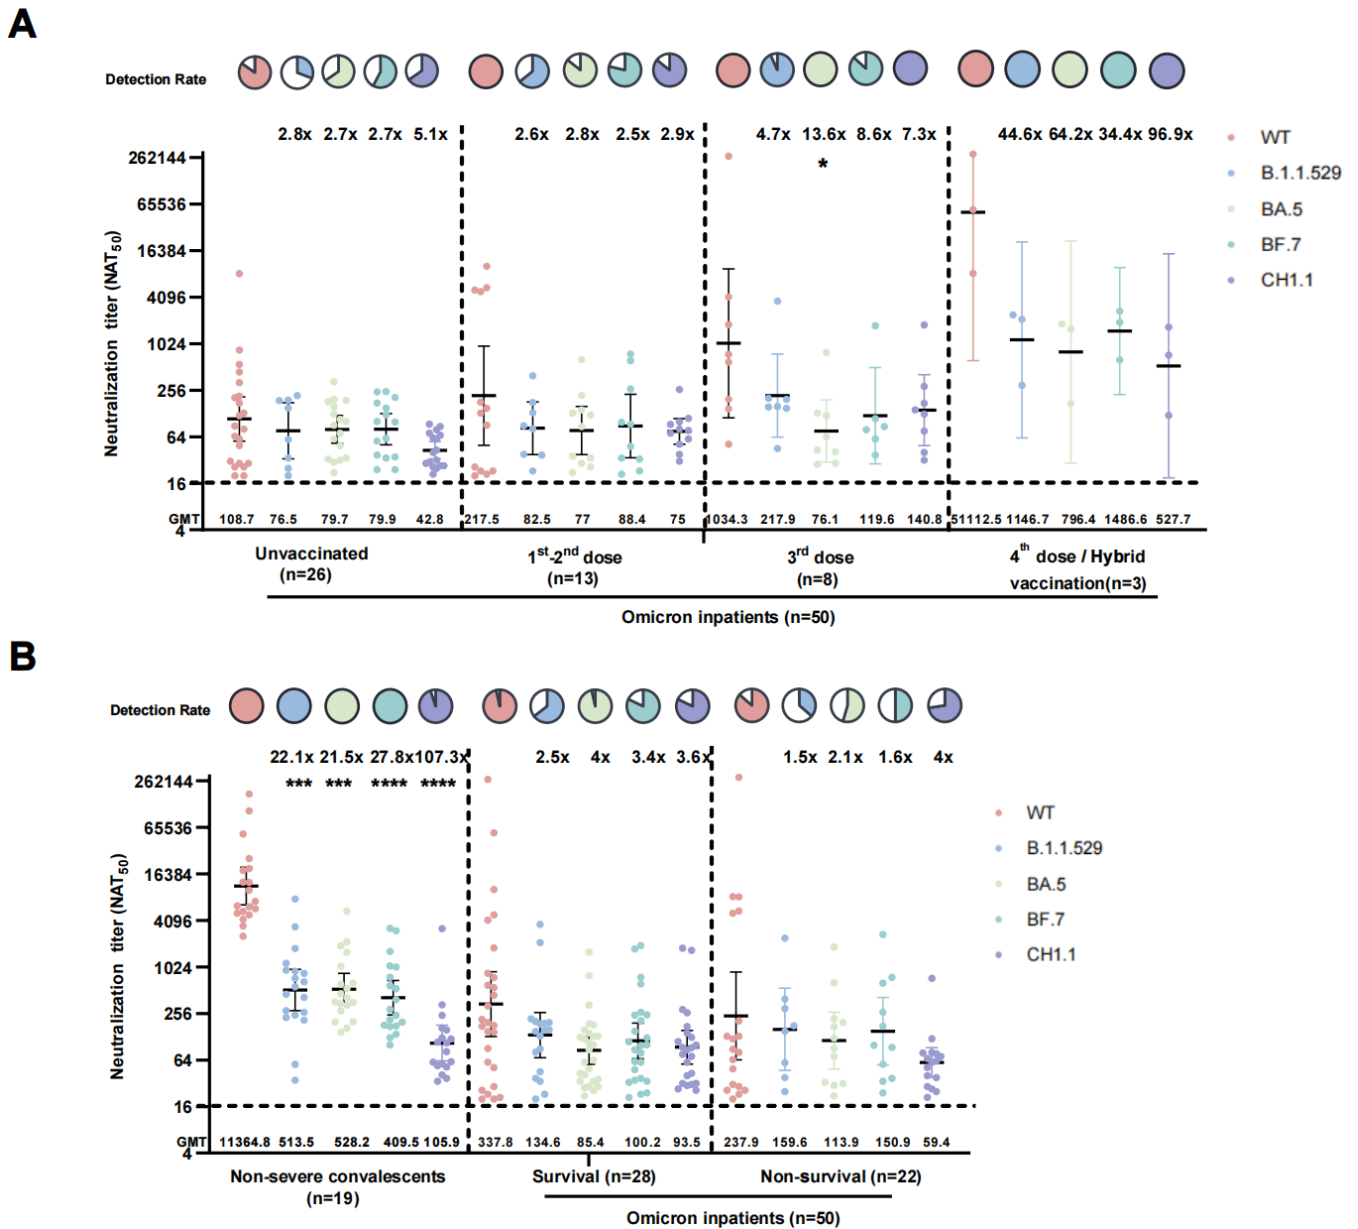 A
Detection Rate
2.8x 2.7x 2.7x 5.1x 2.6x 2.8x 2.5x 2.9x 4.7x 13.6x 8.6x 7.3x 44.6x 64.2x 34.4x 96.9x
*
Neutralization titer (NAT50)
262144
65536
16384
4096
1024
256
64
16
4
GMT 108.7 76.5 79.7 79.9 42.8 217.5 82.5 77 88.4 75 1034.3 217.9 76.1 119.6 140.8 51112.5 1146.7 796.4 1486.6 527.7
Unvaccinated
(n=26)
1st-2nd dose
(n=13)
3rd dose
(n=8)
4th dose / Hybrid
vaccination(n=3)
Omicron inpatients (n=50)
WT
B.1.1.529
BA.5
BF.7
CH1.1
B
Detection Rate
22.1x 21.5x 27.8x 107.3x 2.5x 4x 3.4x 3.6x 1.5x 2.1x 1.6x 4x
*** *** **** ****
Neutralization titer (NAT50)
262144
65536
16384
4096
1024
256
64
16
4
GMT 11364.8 513.5 528.2 409.5 105.9 337.8 134.6 85.4 100.2 93.5 237.9 159.6 113.9 150.9 59.4
Non-severe convalescents
(n=19)
Survival (n=28)
Non-survival (n=22)
Omicron inpatients (n=50)
WT
B.1.1.529
BA.5
BF.7
CH1.1